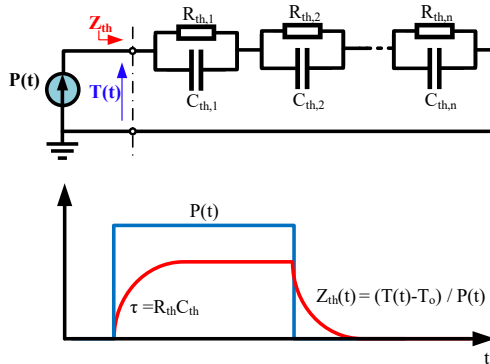 Z_th
R_th,1
R_th,2
R_th,n
P(t)
T(t)
C_th,1
C_th,2
C_th,n
P(t)
τ =R_thC_th
Z_th(t) = (T(t)-T_o) / P(t)
t